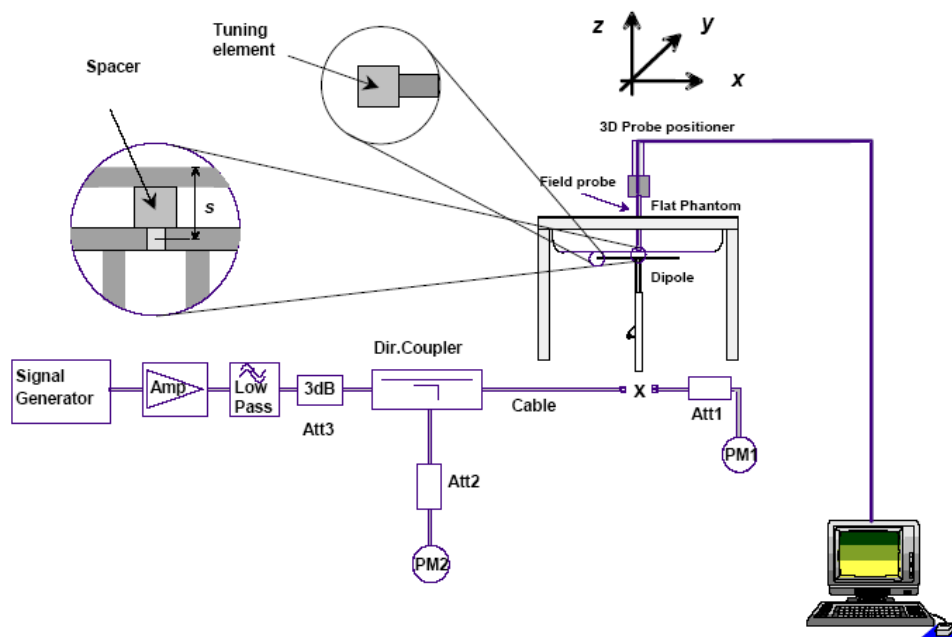 Tuning
element
Spacer
z
y
x
3D Probe positioner
Field probe
Flat Phantom
s
Dipole
Dir.Coupler
Signal
Generator
Amp
Low
Pass
3dB
Att3
Cable
x
Att1
PM1
Att2
PM2